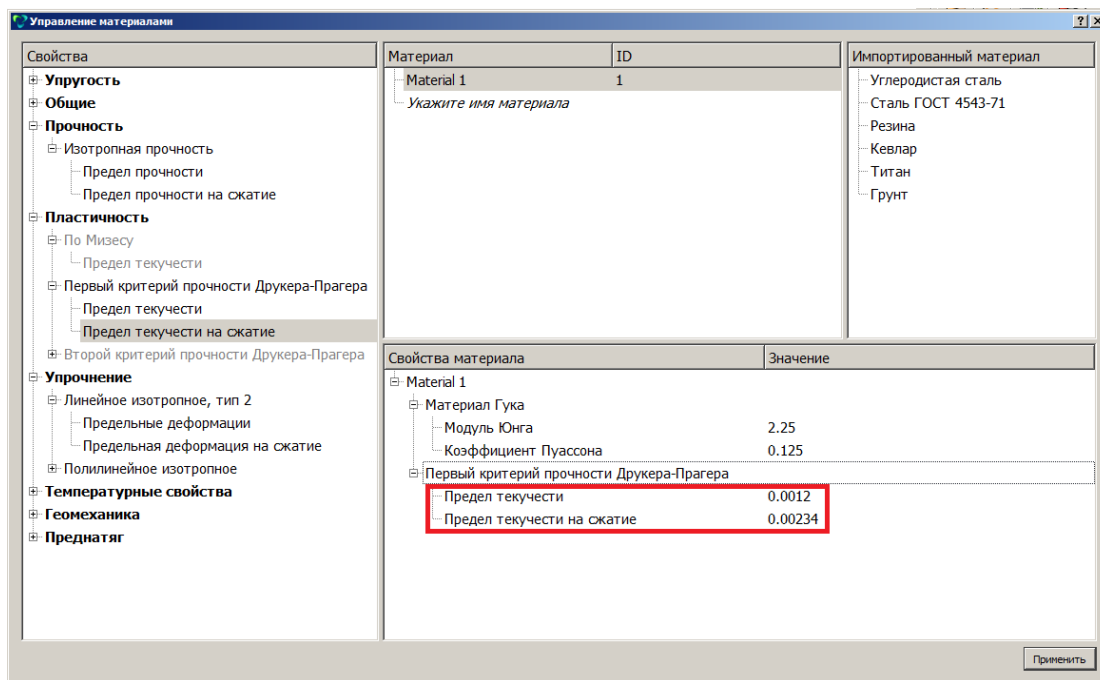 Управление материалами
Свойства
Упругость
Общие
Прочность
Изотропная прочность
Предел прочности
Предел прочности на сжатие
Пластичность
По Мизесу
Предел текучести
Первый критерий прочности Друкера-Прагера
Предел текучести
Предел текучести на сжатие
Второй критерий прочности Друкера-Прагера
Упрочнение
Линейное изотропное, тип 2
Предельные деформации
Предельная деформация на сжатие
Полилинейное изотропное
Температурные свойства
Геомеханика
Преднатяг
Материал ID
Material 1 1
Укажите имя материала
Импортированный материал
Углеродистая сталь
Сталь ГОСТ 4543-71
Резина
Кевлар
Титан
Грунт
Свойства материала Значение
Material 1
Материал Гука
Модуль Юнга 2.25
Коэффициент Пуассона 0.125
Первый критерий прочности Друкера-Прагера
Предел текучести 0.0012
Предел текучести на сжатие 0.00234
Применить